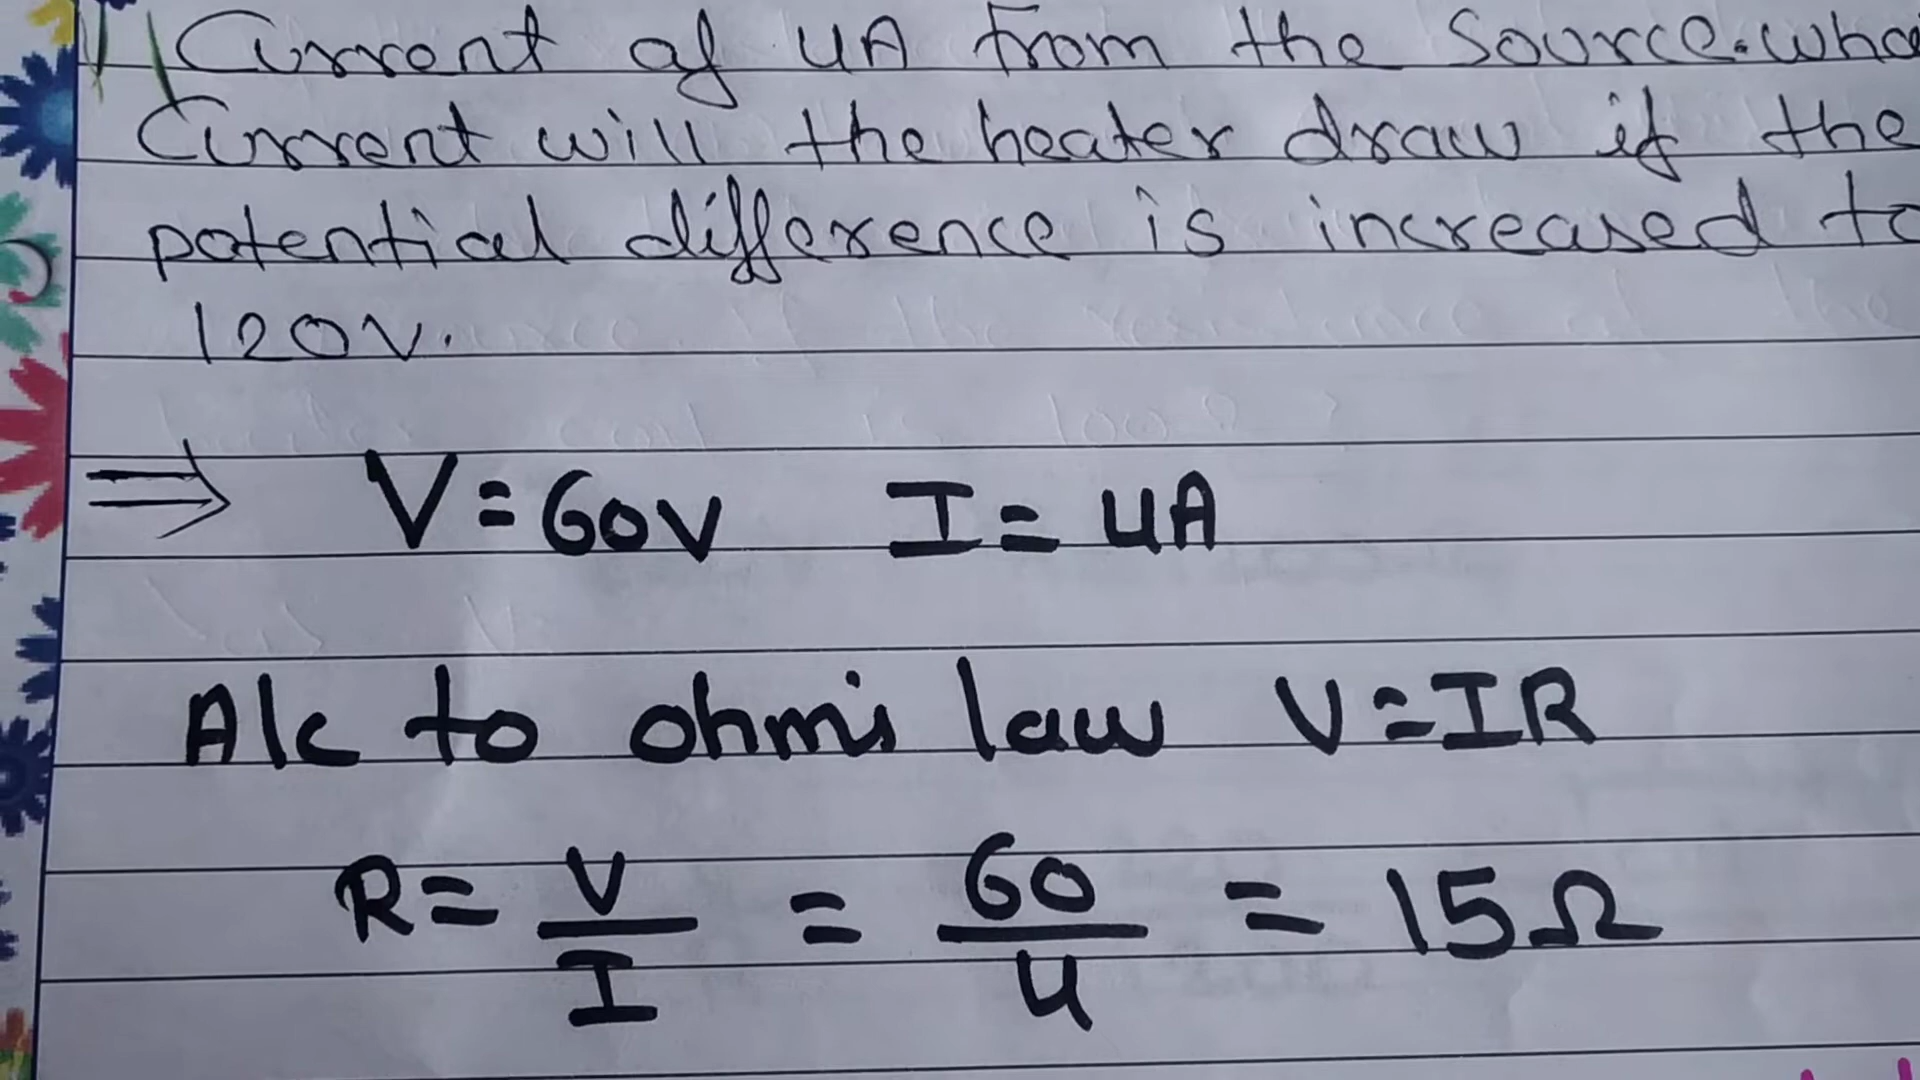 Current of 4A from the Source. wha
Current will the heater draw if the
potential difference is increased to
120V.
⇒ V = 60V I = 4A
A/c to ohm's law V = IR
R = V/I = 60/4 = 15Ω